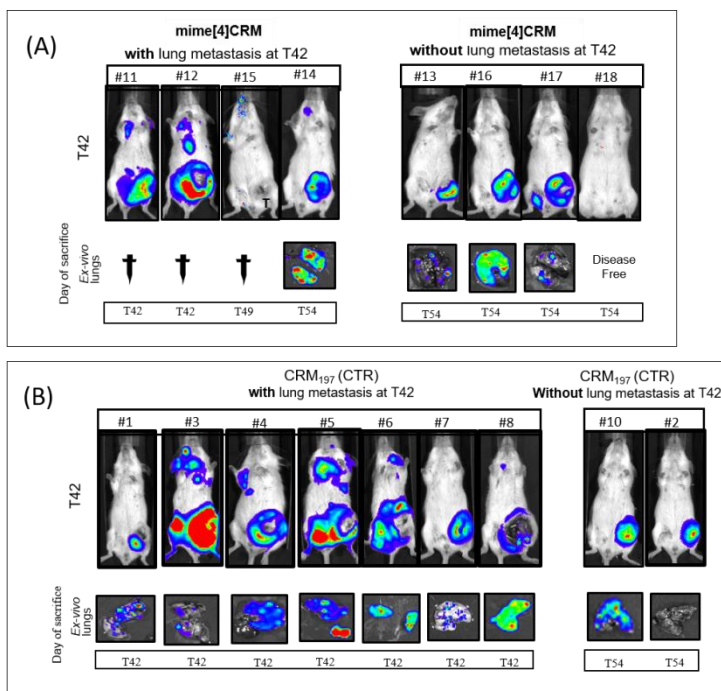 (A)
mime[4]CRM
with lung metastasis at T42
mime[4]CRM
without lung metastasis at T42
#11 #12 #15 #14
#13 #16 #17 #18
T42
T
Day of sacrifice
Ex-vivo
lungs
Disease
Free
T42 T42 T49 T54
T54 T54 T54 T54
(B)
CRM197 (CTR)
with lung metastasis at T42
CRM197 (CTR)
Without lung metastasis at T42
#1 #3 #4 #5 #6 #7 #8
#10 #2
T42
Day of sacrifice
Ex-vivo
lungs
T42 T42 T42 T42 T42 T42 T42
T54 T54